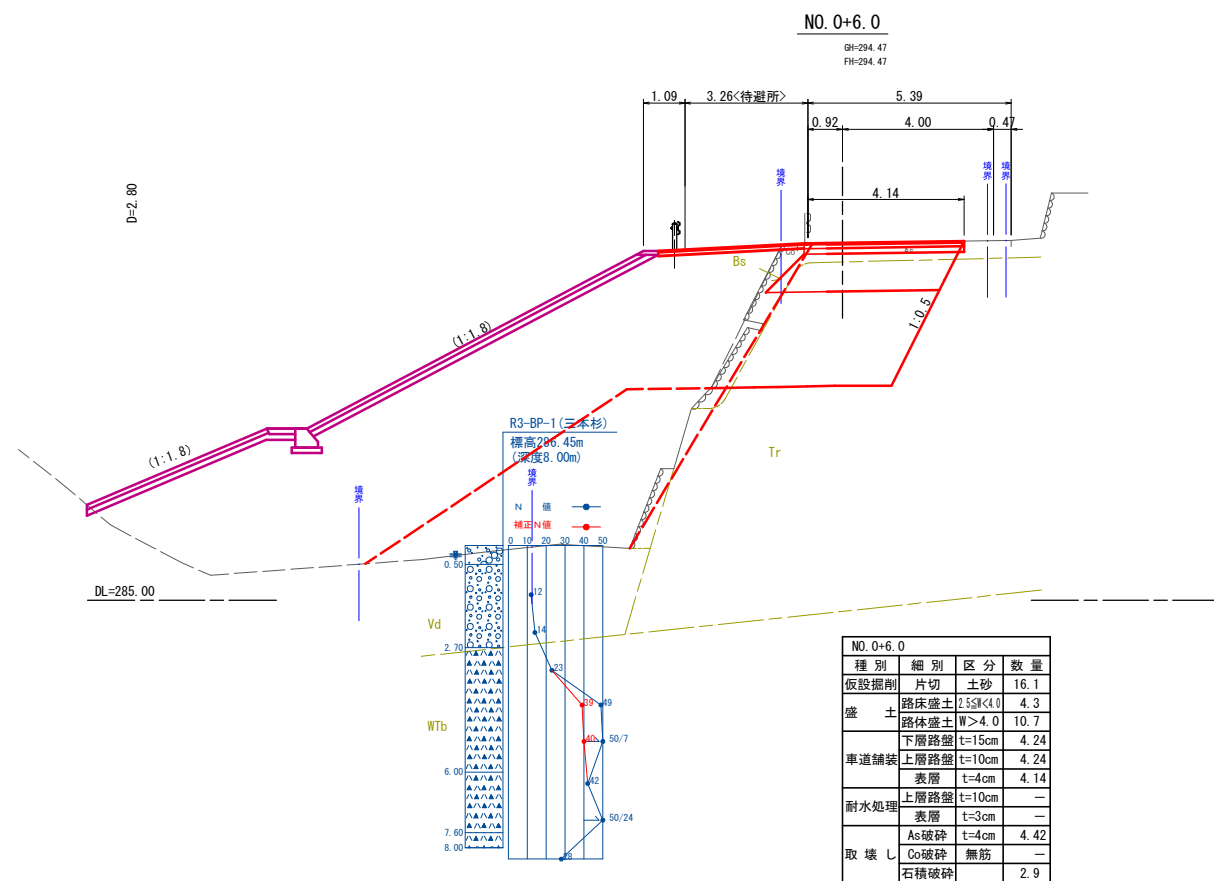 NO.0+6.0
GH=294.47
FH=294.47
1.09
3.26<待避所>
5.39
0.92
4.00
0.47
4.14
D=2.80
境界
境界
境界
Bs
Co
As
(1:1.8)
1:0.5
(1:1.8)
R3-BP-1(三本杉)
標高286.45m
(深度8.00m)
境界
境界
Tr
N 値
補正N値
0 10 20 30 40 50
0.50
DL=285.00
12
14
Vd
2.70
23
39
49
WTb
40
50/7
6.00
42
50/24
7.60
8.00
28
NO.0+6.0
種 別 細 別 区 分 数 量
仮設掘削 片切 土砂 16.1
盛 土 路床盛土 2.5≦W<4.0 4.3
路体盛土 W>4.0 10.7
車道舗装 下層路盤 t=15cm 4.24
上層路盤 t=10cm 4.24
表層 t=4cm 4.14
耐水処理 上層路盤 t=10cm －
表層 t=3cm －
取 壊 し As破砕 t=4cm 4.42
Co破砕 無筋 －
石積破砕 2.9